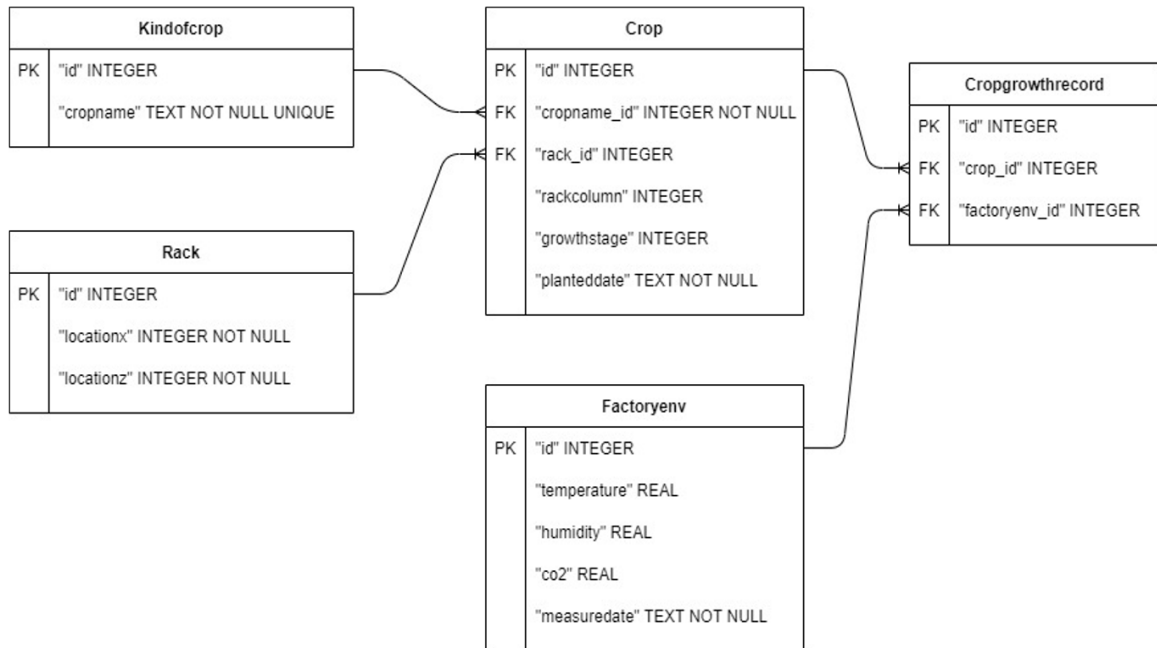 Kindofcrop
PK "id" INTEGER
"cropname" TEXT NOT NULL UNIQUE
Rack
PK "id" INTEGER
"locationx" INTEGER NOT NULL
"locationz" INTEGER NOT NULL
Crop
PK "id" INTEGER
FK "cropname_id" INTEGER NOT NULL
FK "rack_id" INTEGER
"rackcolumn" INTEGER
"growthstage" INTEGER
"planteddate" TEXT NOT NULL
Factoryenv
PK "id" INTEGER
"temperature" REAL
"humidity" REAL
"co2" REAL
"measuredate" TEXT NOT NULL
Cropgrowthrecord
PK "id" INTEGER
FK "crop_id" INTEGER
FK "factoryenv_id" INTEGER